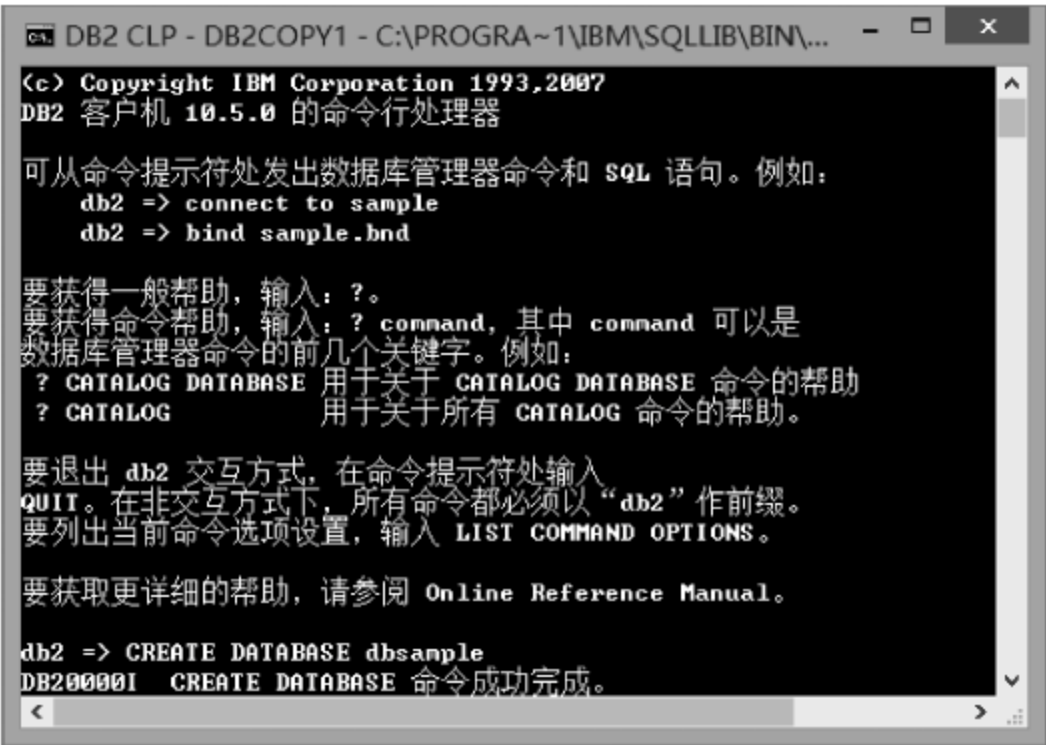 DB2 CLP - DB2COPY1 - C:\PROGRA~1\IBM\SQLLIB\BIN\...
(c) Copyright IBM Corporation 1993,2007
DB2 客户机 10.5.0 的命令行处理器
可从命令提示符处发出数据库管理器命令和 SQL 语句。例如：
db2 => connect to sample
db2 => bind sample.bnd
要获得一般帮助，输入：?。
要获得命令帮助，输入：? command，其中 command 可以是
数据库管理器命令的前几个关键字。例如：
? CATALOG DATABASE 用于关于 CATALOG DATABASE 命令的帮助
? CATALOG 用于关于所有 CATALOG 命令的帮助。
要退出 db2 交互方式，在命令提示符处输入
QUIT。在非交互方式下，所有命令都必须以“db2”作前缀。
要列出当前命令选项设置，输入 LIST COMMAND OPTIONS。
要获取更详细的帮助，请参阅 Online Reference Manual。
db2 => CREATE DATABASE dbsample
DB20000I CREATE DATABASE 命令成功完成。